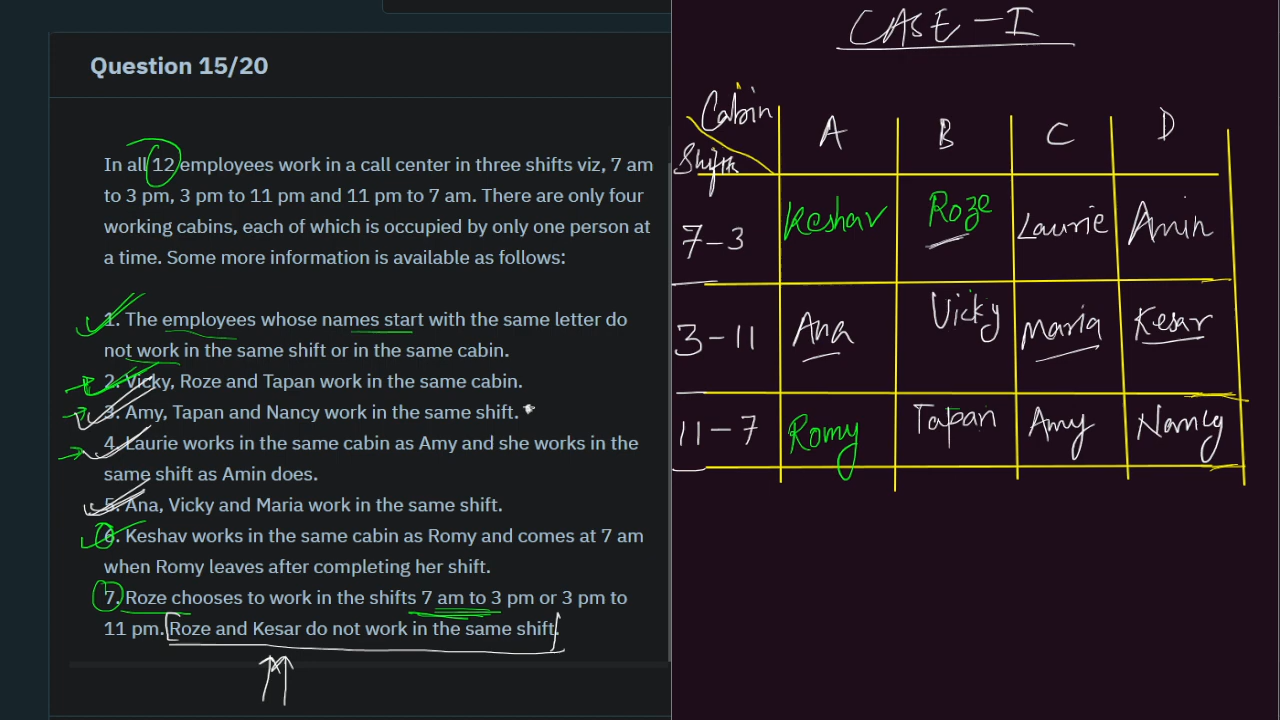 Question 15/20
In all 12 employees work in a call center in three shifts viz, 7 am
to 3 pm, 3 pm to 11 pm and 11 pm to 7 am. There are only four
working cabins, each of which is occupied by only one person at
a time. Some more information is available as follows:
1. The employees whose names start with the same letter do
not work in the same shift or in the same cabin.
2. Vicky, Roze and Tapan work in the same cabin.
3. Amy, Tapan and Nancy work in the same shift.
4. Laurie works in the same cabin as Amy and she works in the
same shift as Amin does.
5. Ana, Vicky and Maria work in the same shift.
6. Keshav works in the same cabin as Romy and comes at 7 am
when Romy leaves after completing her shift.
7. Roze chooses to work in the shifts 7 am to 3 pm or 3 pm to
11 pm. Roze and Kesar do not work in the same shift.
CASE-I
Cabin A B C D
Shift
7-3 Keshav Roze Laurie Amin
3-11 Ana Vicky Maria Kesar
11-7 Romy Tapan Amy Nancy